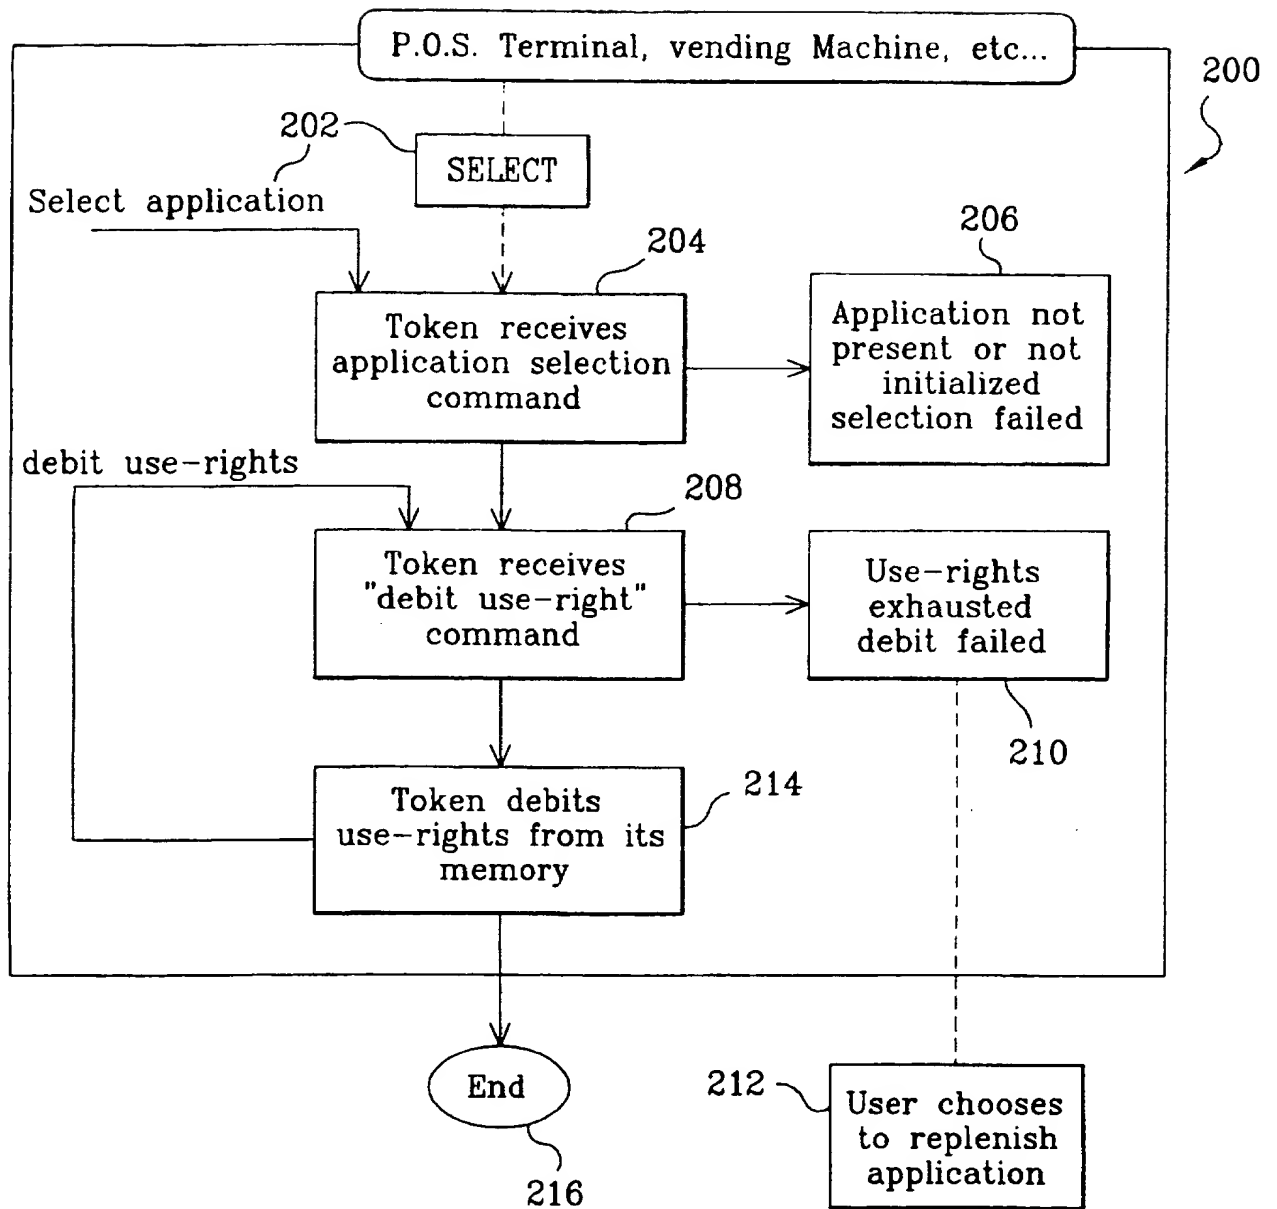 P.O.S. Terminal, vending Machine, etc...
200
202
SELECT
Select application
204
206
Token receives
application selection
command
Application not
present or not
initialized
selection failed
debit use-rights
208
Token receives
"debit use-right"
command
Use-rights
exhausted
debit failed
210
214
Token debits
use-rights from its
memory
End
216
212
User chooses
to replenish
application